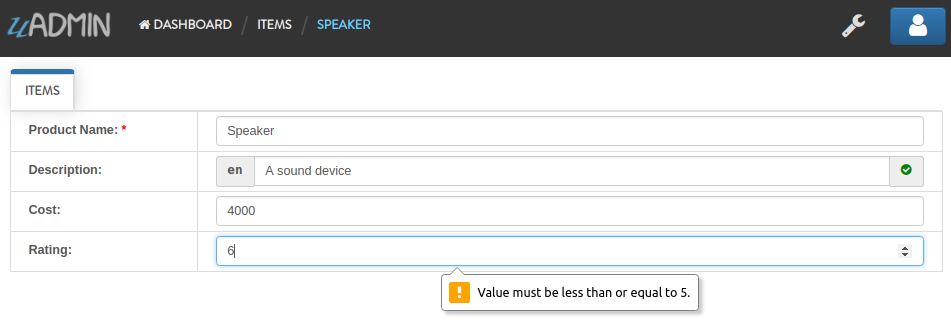 uADMIN DASHBOARD / ITEMS / SPEAKER
ITEMS
Product Name: * Speaker
Description: en A sound device
Cost: 4000
Rating: 6
Value must be less than or equal to 5.